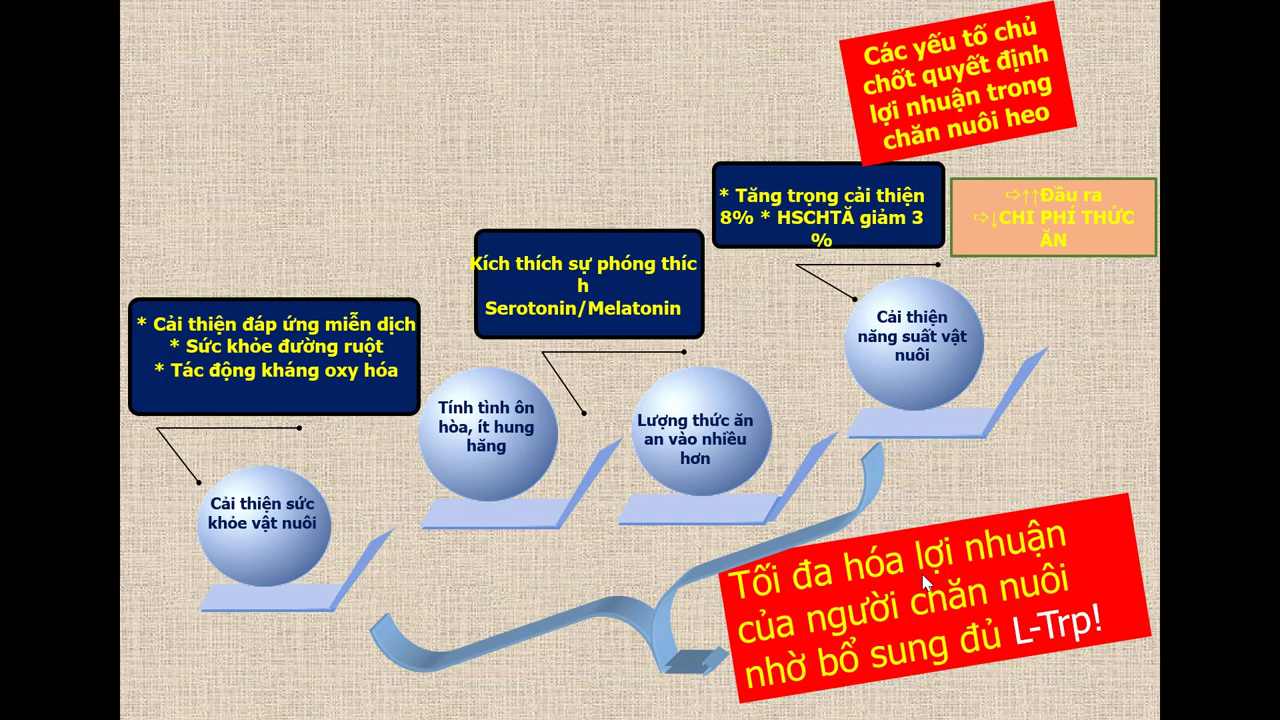 Các yếu tố chủ
chốt quyết định
lợi nhuận trong
chăn nuôi heo
* Tăng trọng cải thiện
8% * HSCHTĂ giảm 3
%
⇨↑↑Đầu ra
⇨↓CHI PHÍ THỨC
ĂN
Kích thích sự phóng thíc
h
Serotonin/Melatonin
* Cải thiện đáp ứng miễn dịch
* Sức khỏe đường ruột
* Tác động kháng oxy hóa
Cải thiện
năng suất vật
nuôi
Tính tình ôn
hòa, ít hung
hăng
Lượng thức ăn
an vào nhiều
hơn
Cải thiện sức
khỏe vật nuôi
Tối đa hóa lợi nhuận
của người chăn nuôi
nhờ bổ sung đủ L-Trp!